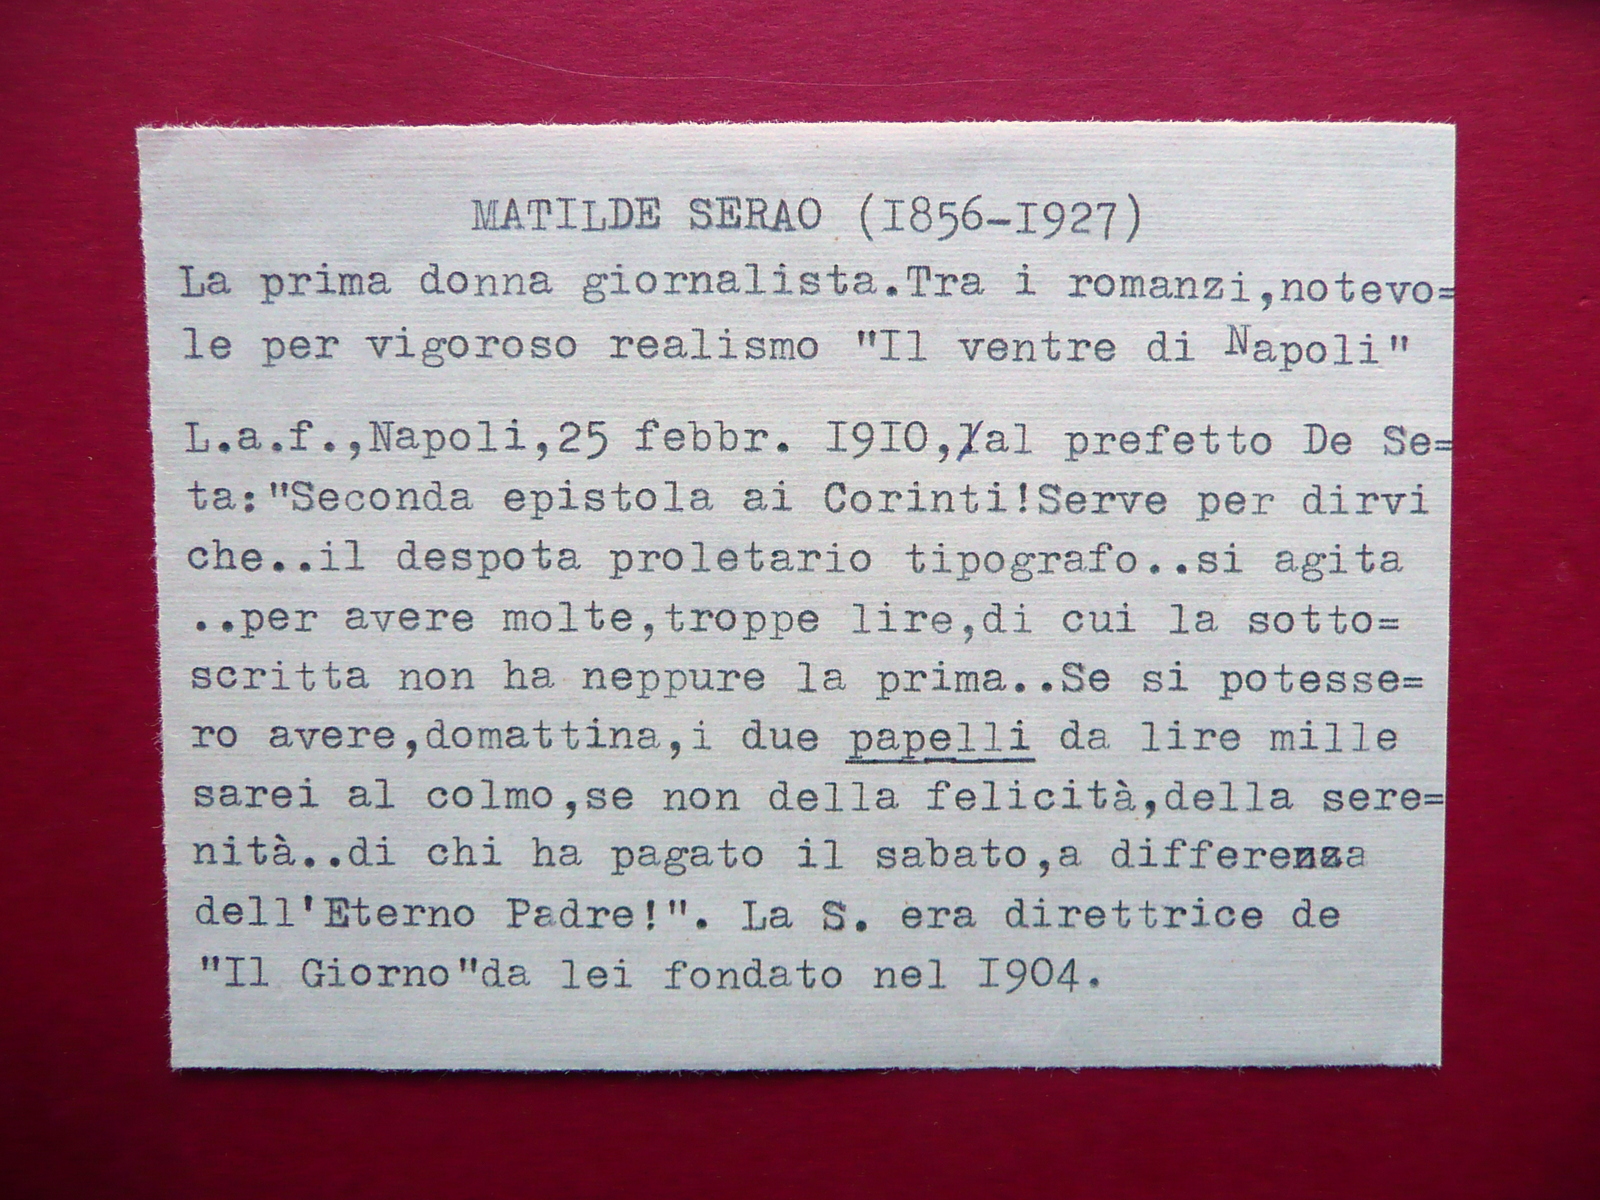 MATILDE SERAO (I856-I927)
La prima donna giornalista.Tra i romanzi,notevo=
le per vigoroso realismo "Il ventre di Napoli"
L.a.f.,Napoli,25 febbr. I9I0,al prefetto De Se=
ta:"Seconda epistola ai Corinti!Serve per dirvi
che..il despota proletario tipografo..si agita
..per avere molte,troppe lire,di cui la sotto=
scritta non ha neppure la prima..Se si potesse=
ro avere,domattina,i due papelli da lire mille
sarei al colmo,se non della felicità,della sere=
nità..di chi ha pagato il sabato,a differenza
dell'Eterno Padre!". La S. era direttrice de
"Il Giorno"da lei fondato nel I904.